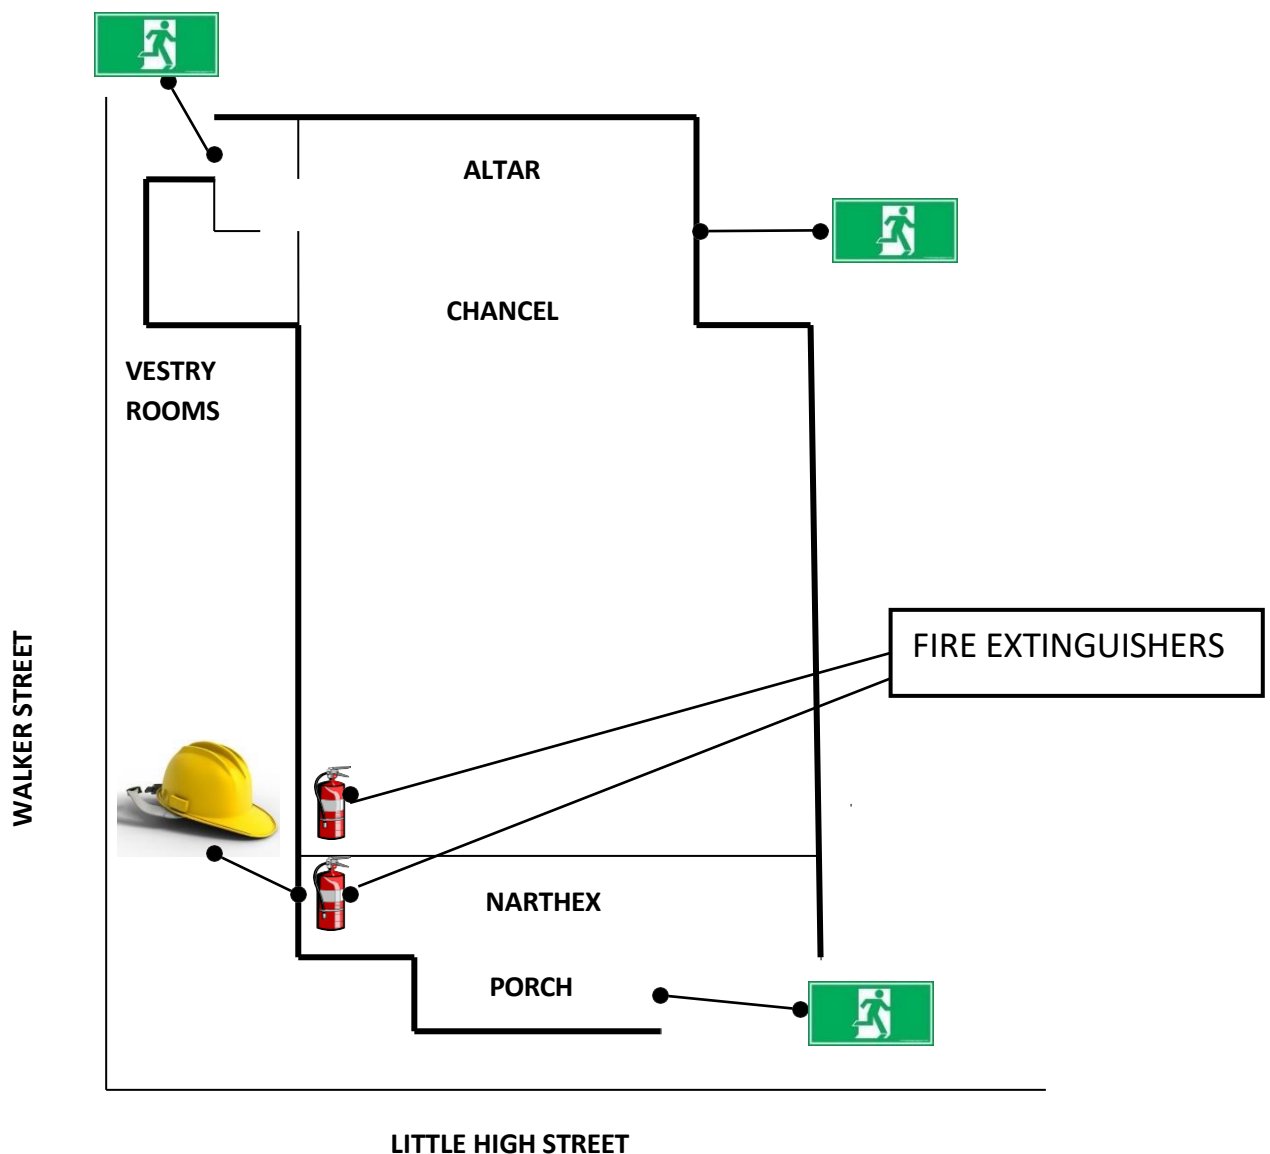 ALTAR
CHANCEL
VESTRY
ROOMS
FIRE EXTINGUISHERS
WALKER STREET
NARTHEX
PORCH
LITTLE HIGH STREET